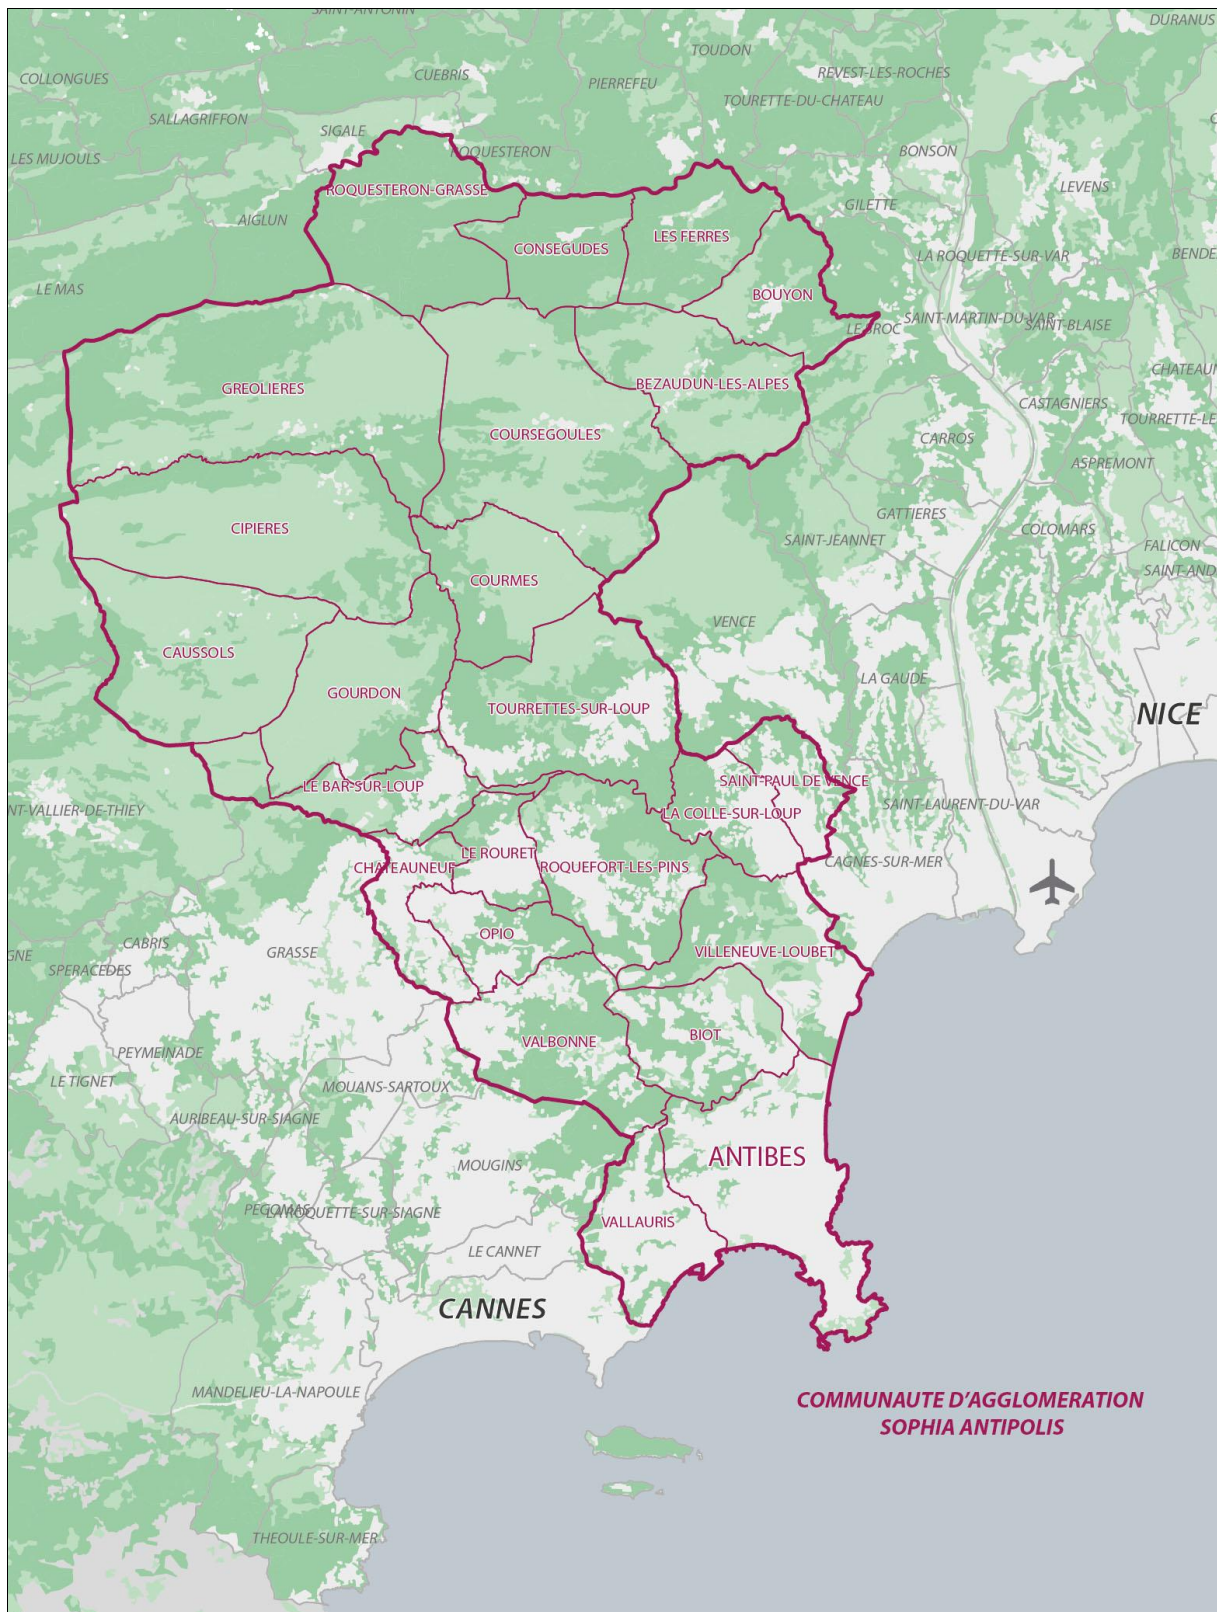 SAINT-ANTONIN
DURANUS
TOUDON
COLLONGUES
CUEBRIS
PIERREFEU
REVEST-LES-ROCHES
TOURETTE-DU-CHATEAU
SALLAGRIFFON
SIGALE
LES MUJOULS
ROQUESTERON
BONSON
ROQUESTERON-GRASSE
LEVENS
AIGLUN
GILETTE
CONSEGUDES
LES FERRES
LA ROQUETTE-SUR-VAR
BENDE
LE MAS
BOUYON
SAINT-MARTIN-DU-VAR
SAINT-BLAISE
LE BROC
CHATEAUN
GREOLIERES
BEZAUDUN-LES-ALPES
CASTAGNIERS
TOURRETTE-LE
COURSEGOULES
CARROS
ASPREMONT
CIPIERES
GATTIERES
COLOMARS
SAINT-JEANNET
FALICON
SAINT-AND
COURMES
VENCE
CAUSSOLS
LA GAUDE
GOURDON
TOURRETTES-SUR-LOUP
NICE
LE BAR-SUR-LOUP
SAINT-PAUL DE VENCE
NT-VALLIER-DE-THIEY
LA COLLE-SUR-LOUP
SAINT-LAURENT-DU-VAR
LE ROURET
CHATEAUNEUF
ROQUEFORT-LES-PINS
CAGNES-SUR-MER
OPIO
CABRIS
GNE
GRASSE
VILLENEUVE-LOUBET
SPERACEDES
VALBONNE
BIOT
PEYMEINADE
LE TIGNET
MOUANS-SARTOUX
AURIBEAU-SUR-SIAGNE
ANTIBES
MOUGINS
PEGOMAS
LA ROQUETTE-SUR-SIAGNE
VALLAURIS
LE CANNET
CANNES
MANDELIEU-LA-NAPOULE
COMMUNAUTE D'AGGLOMERATION
SOPHIA ANTIPOLIS
THEOULE-SUR-MER